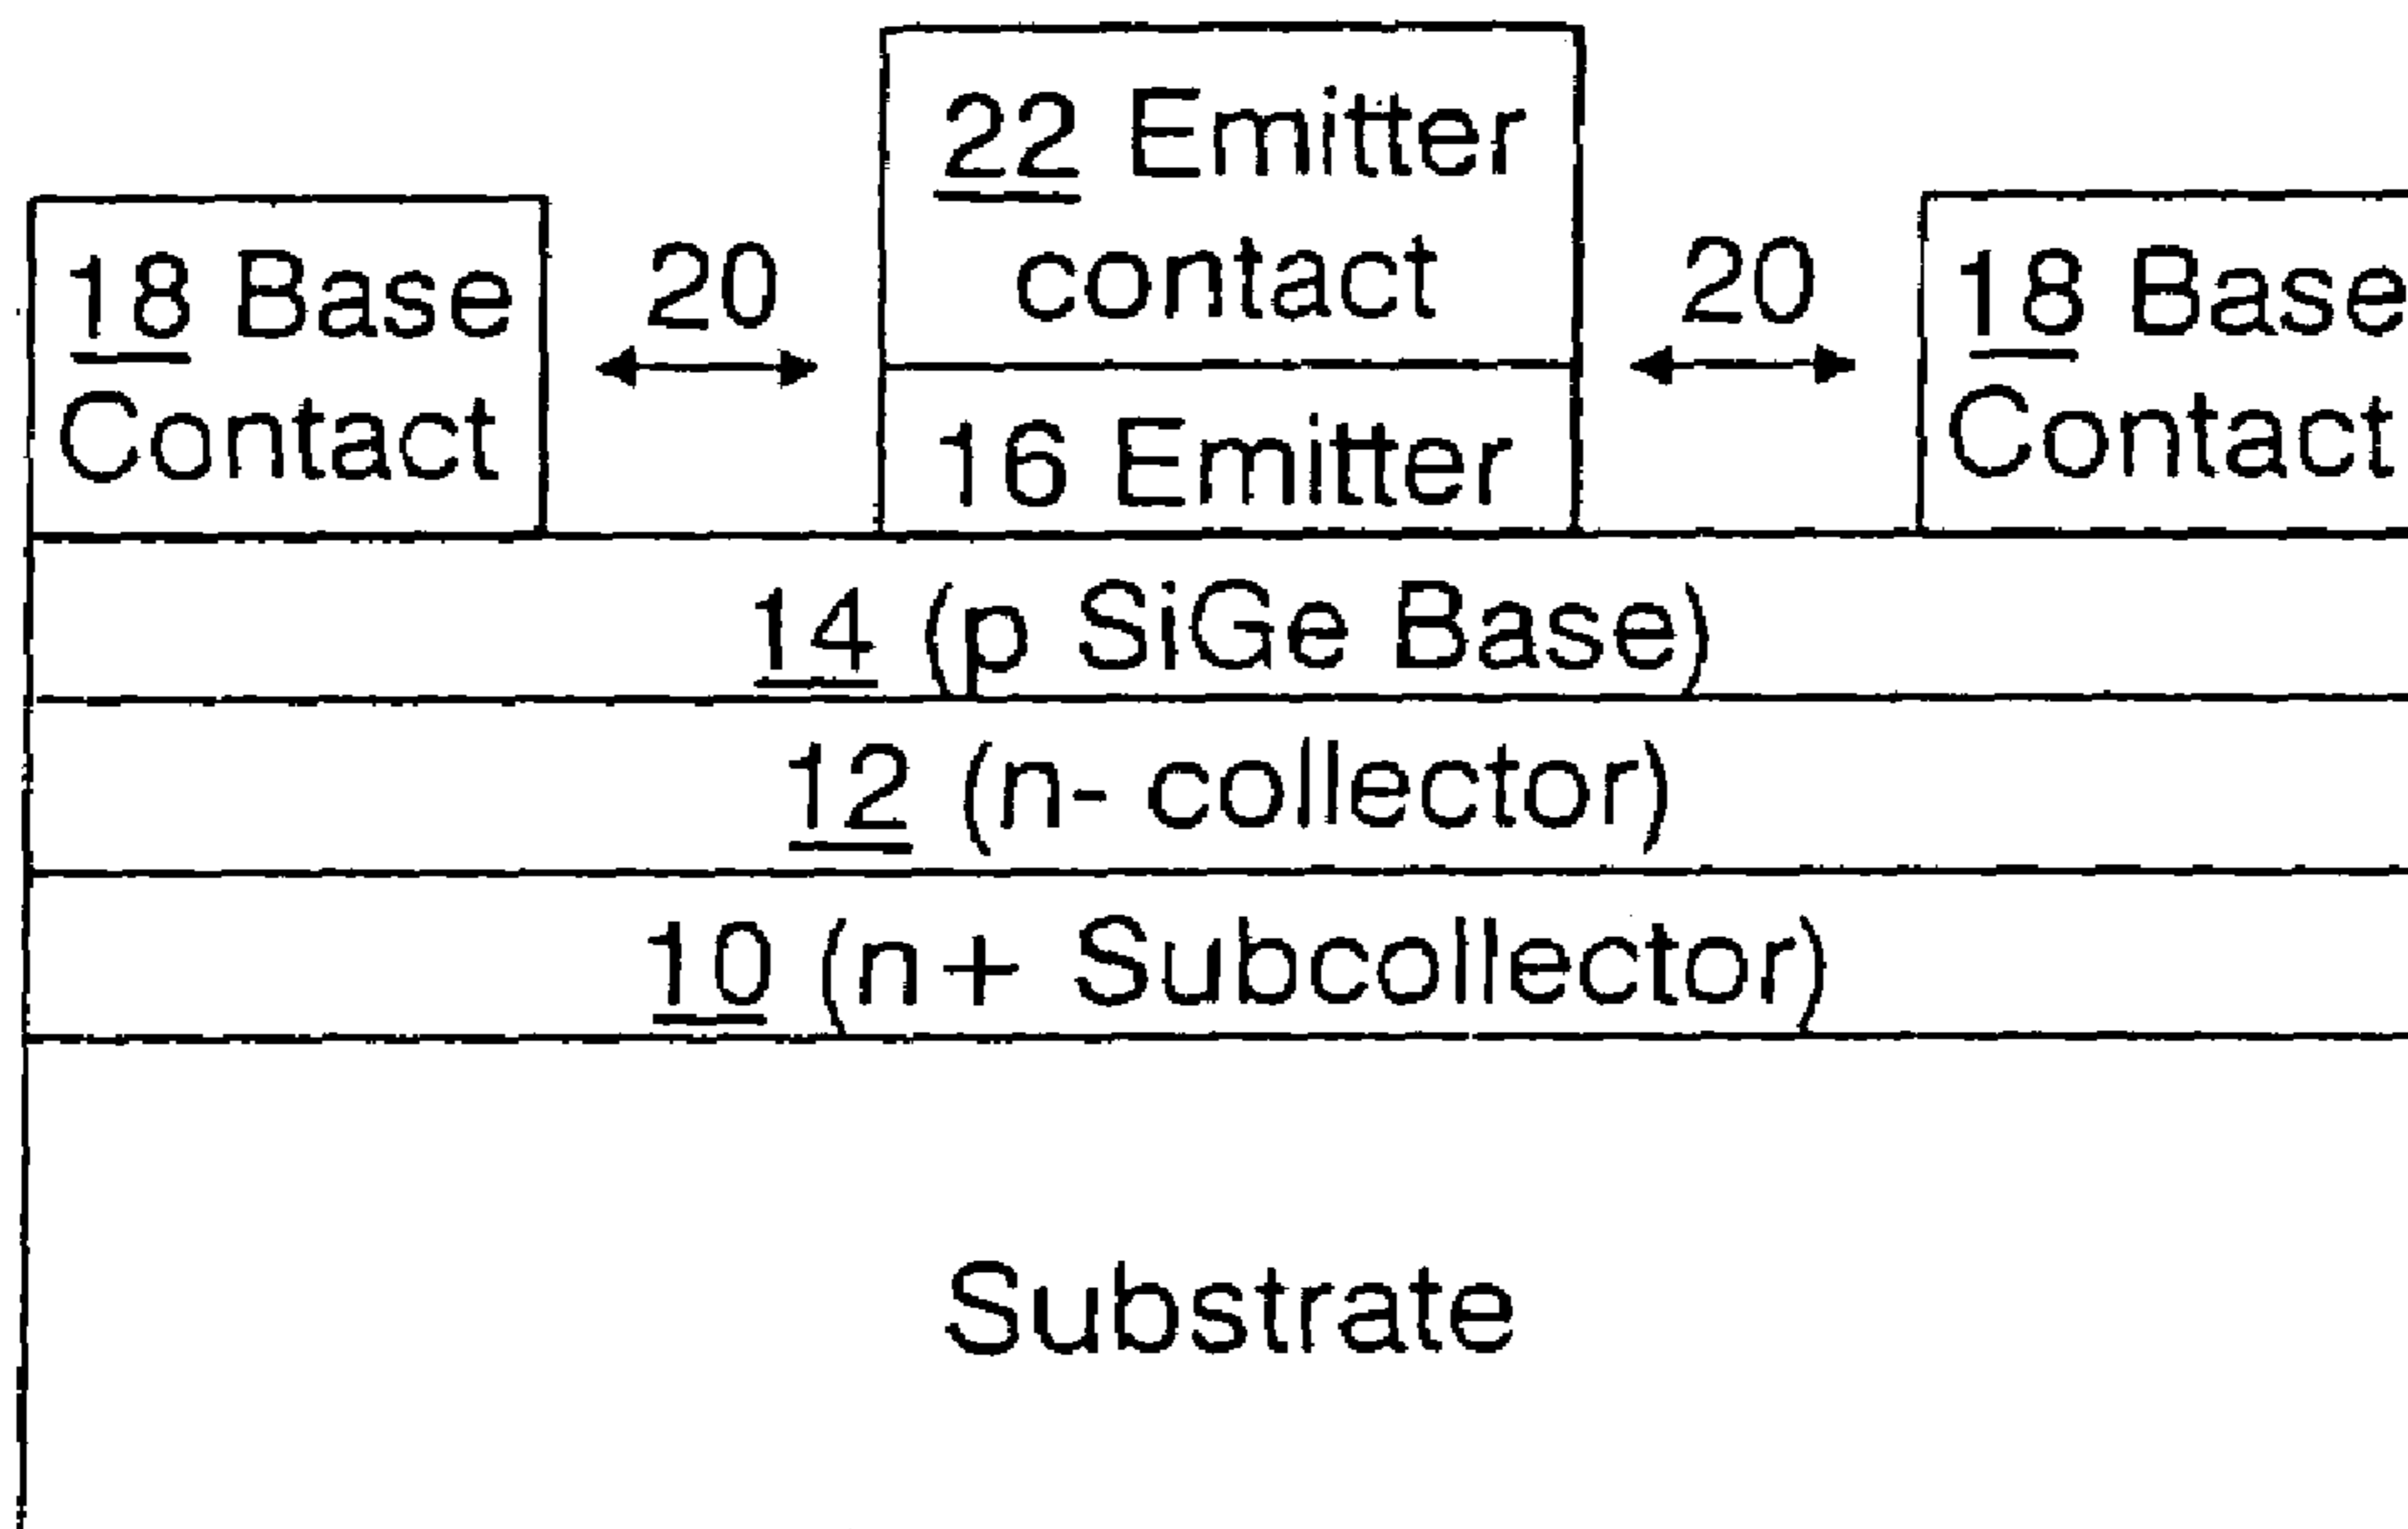 22 Emitter
contact
18 Base
Contact
20
20
18 Base
Contact
16 Emitter
14 (p SiGe Base)
12 (n- collector)
10 (n+ Subcollector)
Substrate